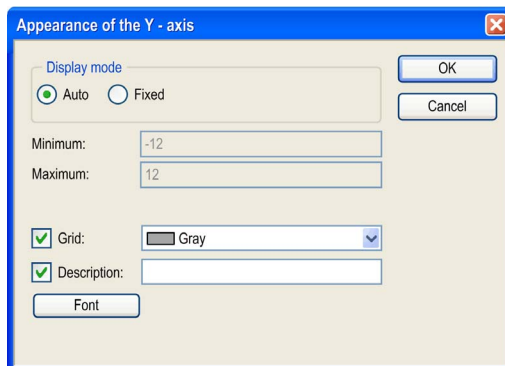 Appearance of the Y - axis
Display mode
Auto Fixed
OK
Cancel
Minimum: -12
Maximum: 12
Grid: Gray
Description:
Font